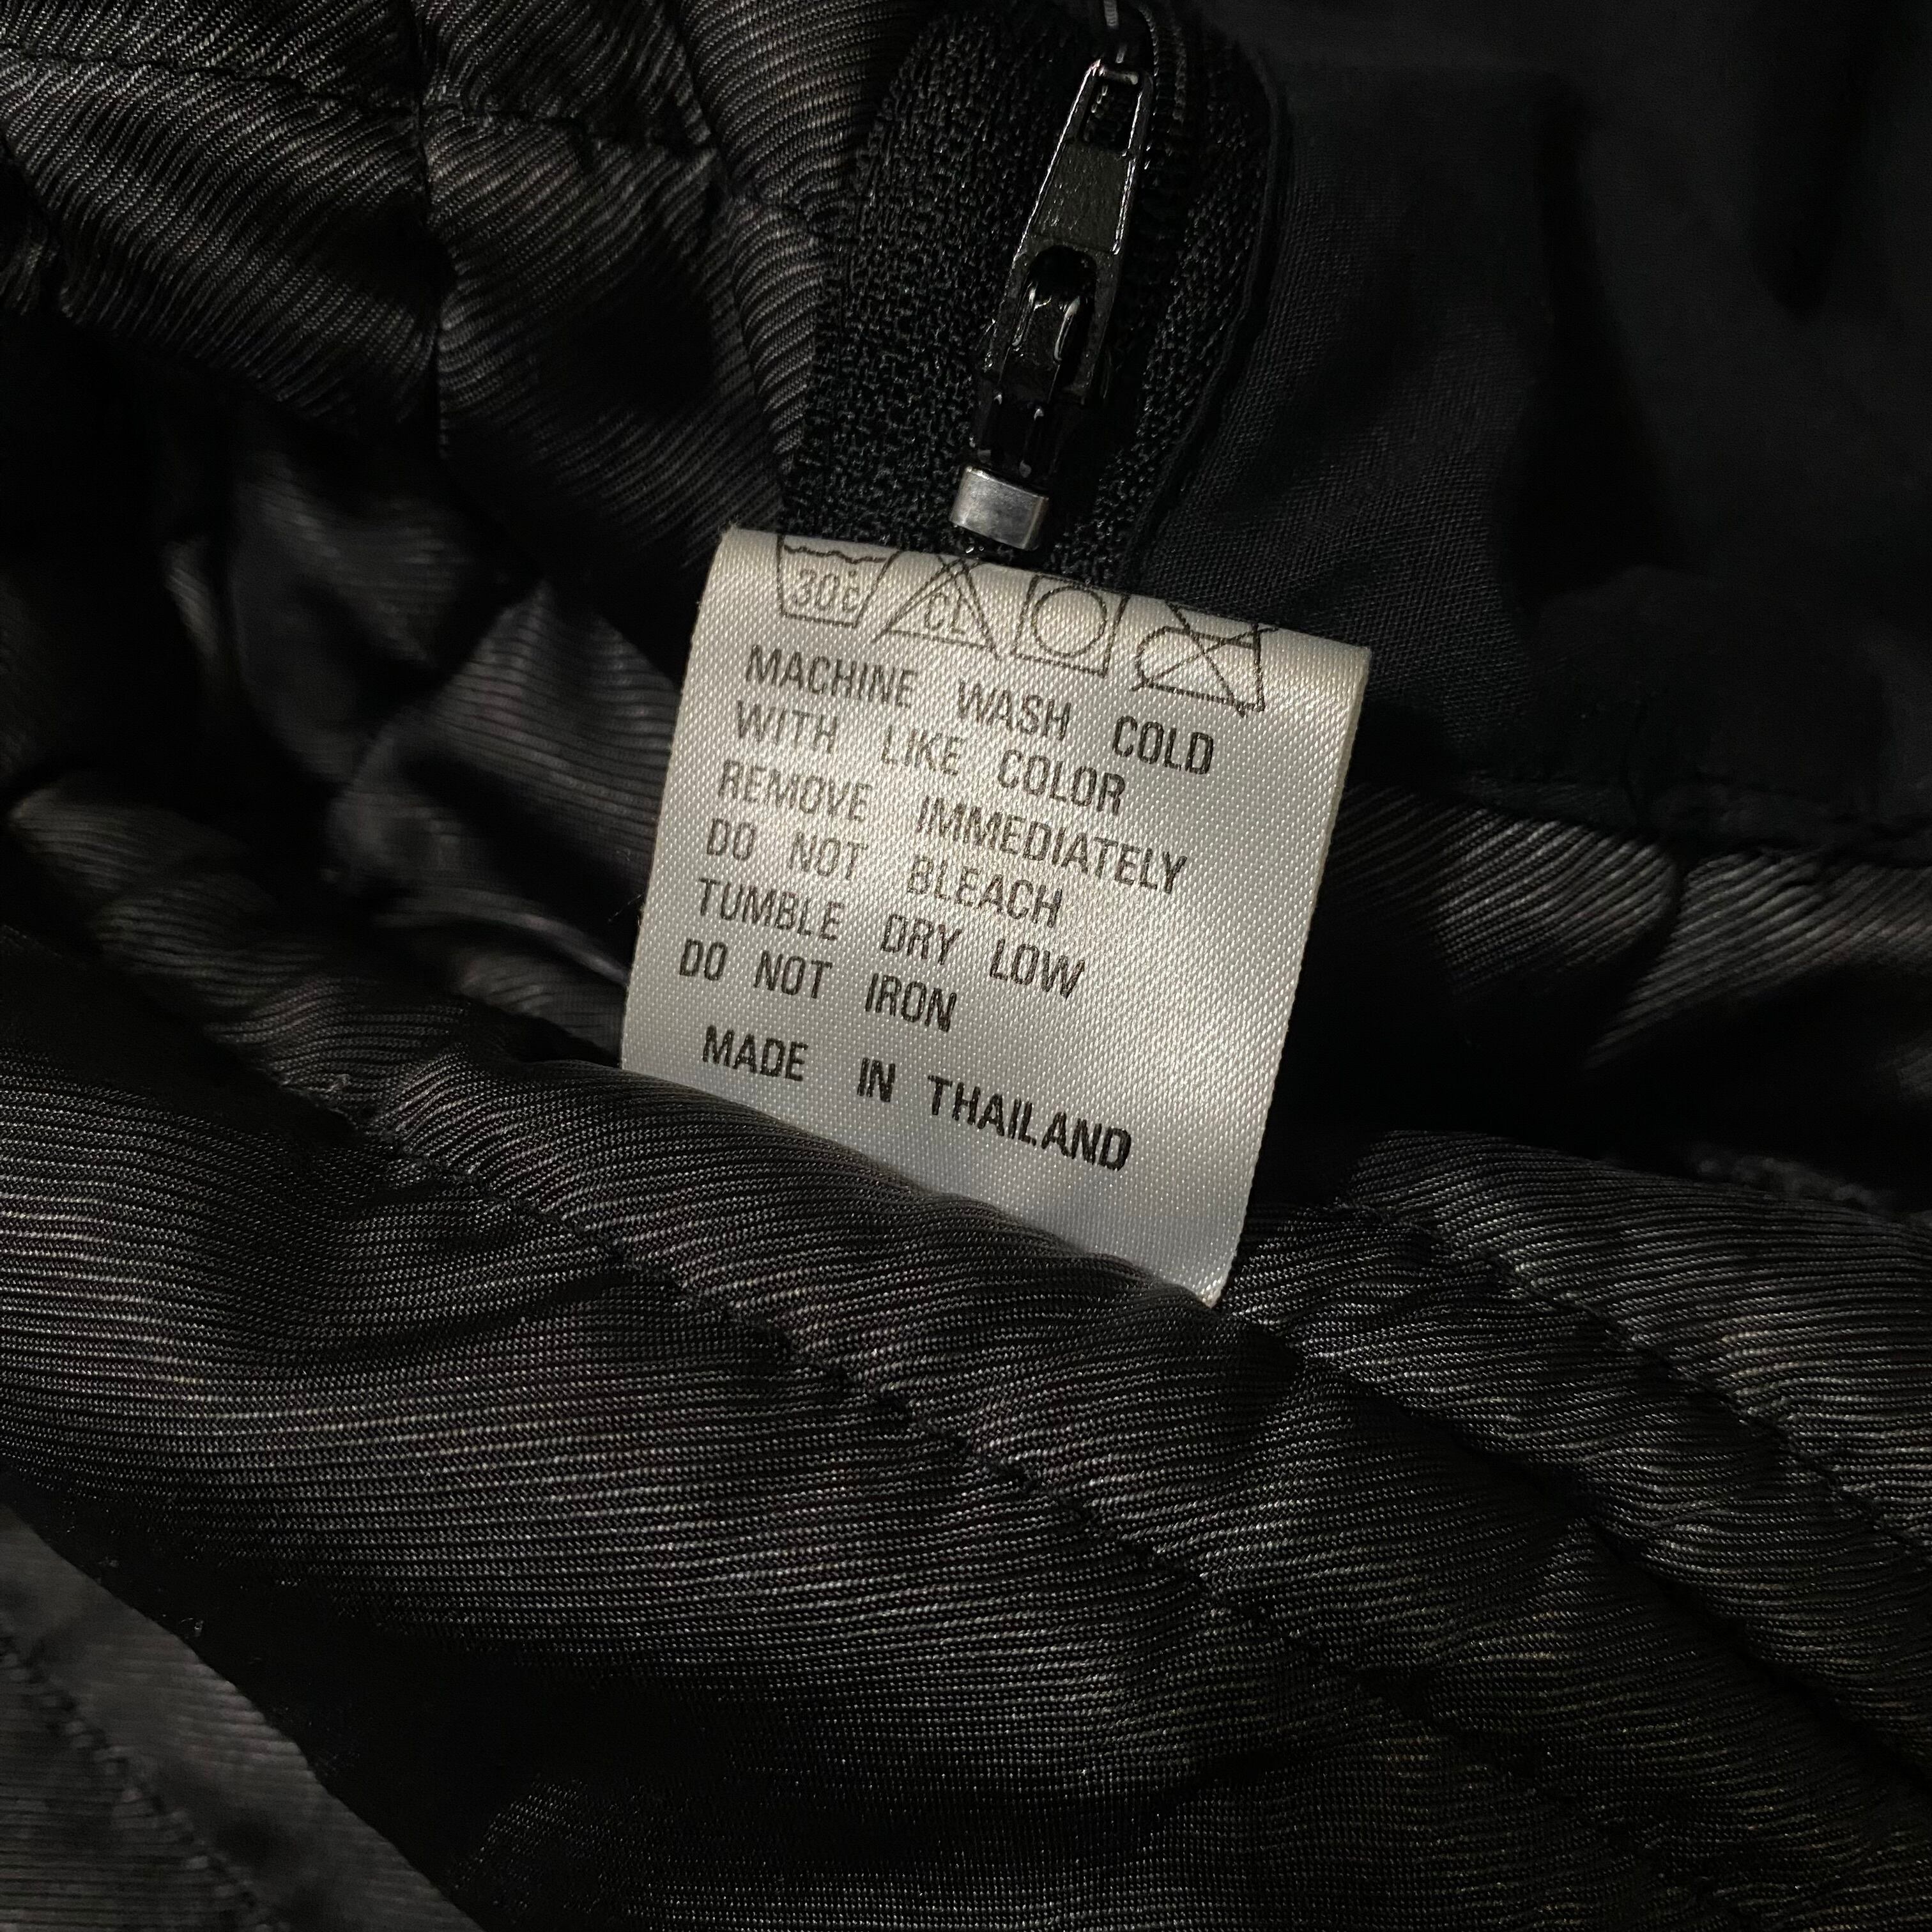 30°C CL
MACHINE WASH COLD
WITH LIKE COLOR
REMOVE IMMEDIATELY
DO NOT BLEACH
TUMBLE DRY LOW
DO NOT IRON
MADE IN THAILAND